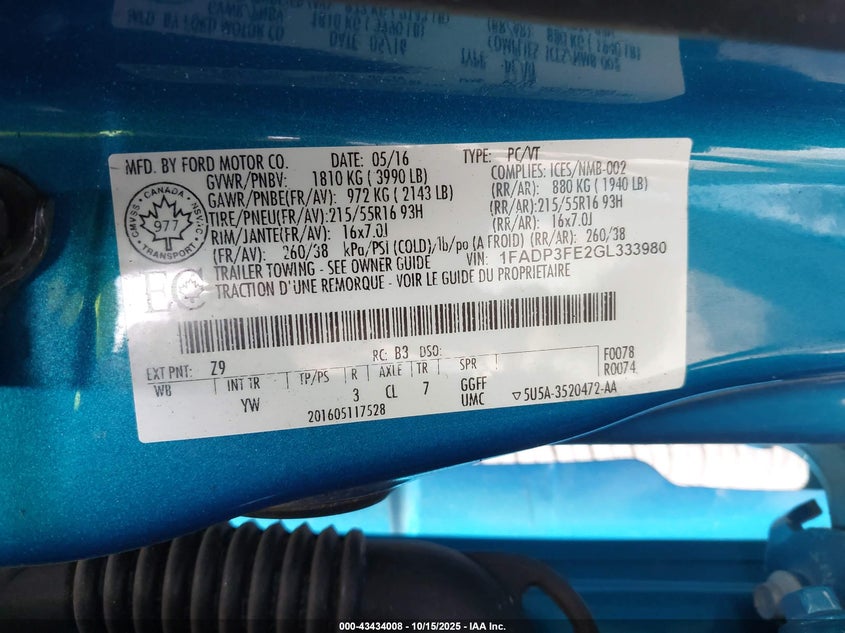 MFD. BY FORD MOTOR CO. DATE: 05/16 TYPE: PC/VT
GVWR/PNBV: 1810 KG ( 3990 LB) COMPLIES: ICES/NMB-002
GAWR/PNBE(FR/AV): 972 KG ( 2143 LB) (RR/AR): 880 KG ( 1940 LB)
TIRE/PNEU(FR/AV): 215/55R16 93H (RR/AR): 215/55R16 93H
RIM/JANTE(FR/AV): 16x7.0J (RR/AR): 16x7.0J
(FR/AV): 260/38 kPa/PSI (COLD)/lb/po (A FROID) (RR/AR): 260/38
TRAILER TOWING - SEE OWNER GUIDE VIN: 1FADP3FE2GL333980
TRACTION D'UNE REMORQUE - VOIR LE GUIDE DU PROPRIETAIRE
CANADA
CMVSS NSVAC
977
TRANSPORT
EC
EXT PNT: Z9 RC: B3 DSO: F0078
WB INT TR TP/PS R AXLE TR SPR R0074
YW 3 CL 7 GGFF
201605117528 UMC 5U5A-3520472-AA
000-43434008 - 10/15/2025 - IAA Inc.